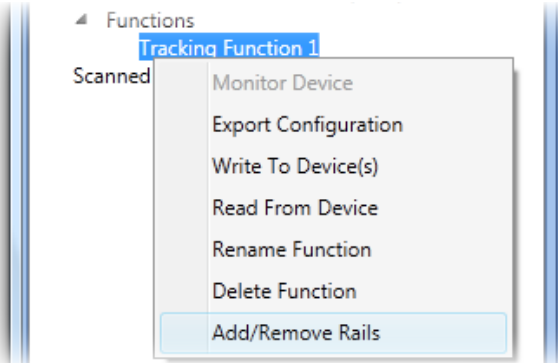 Functions
Tracking Function 1
Scanned
Monitor Device
Export Configuration
Write To Device(s)
Read From Device
Rename Function
Delete Function
Add/Remove Rails